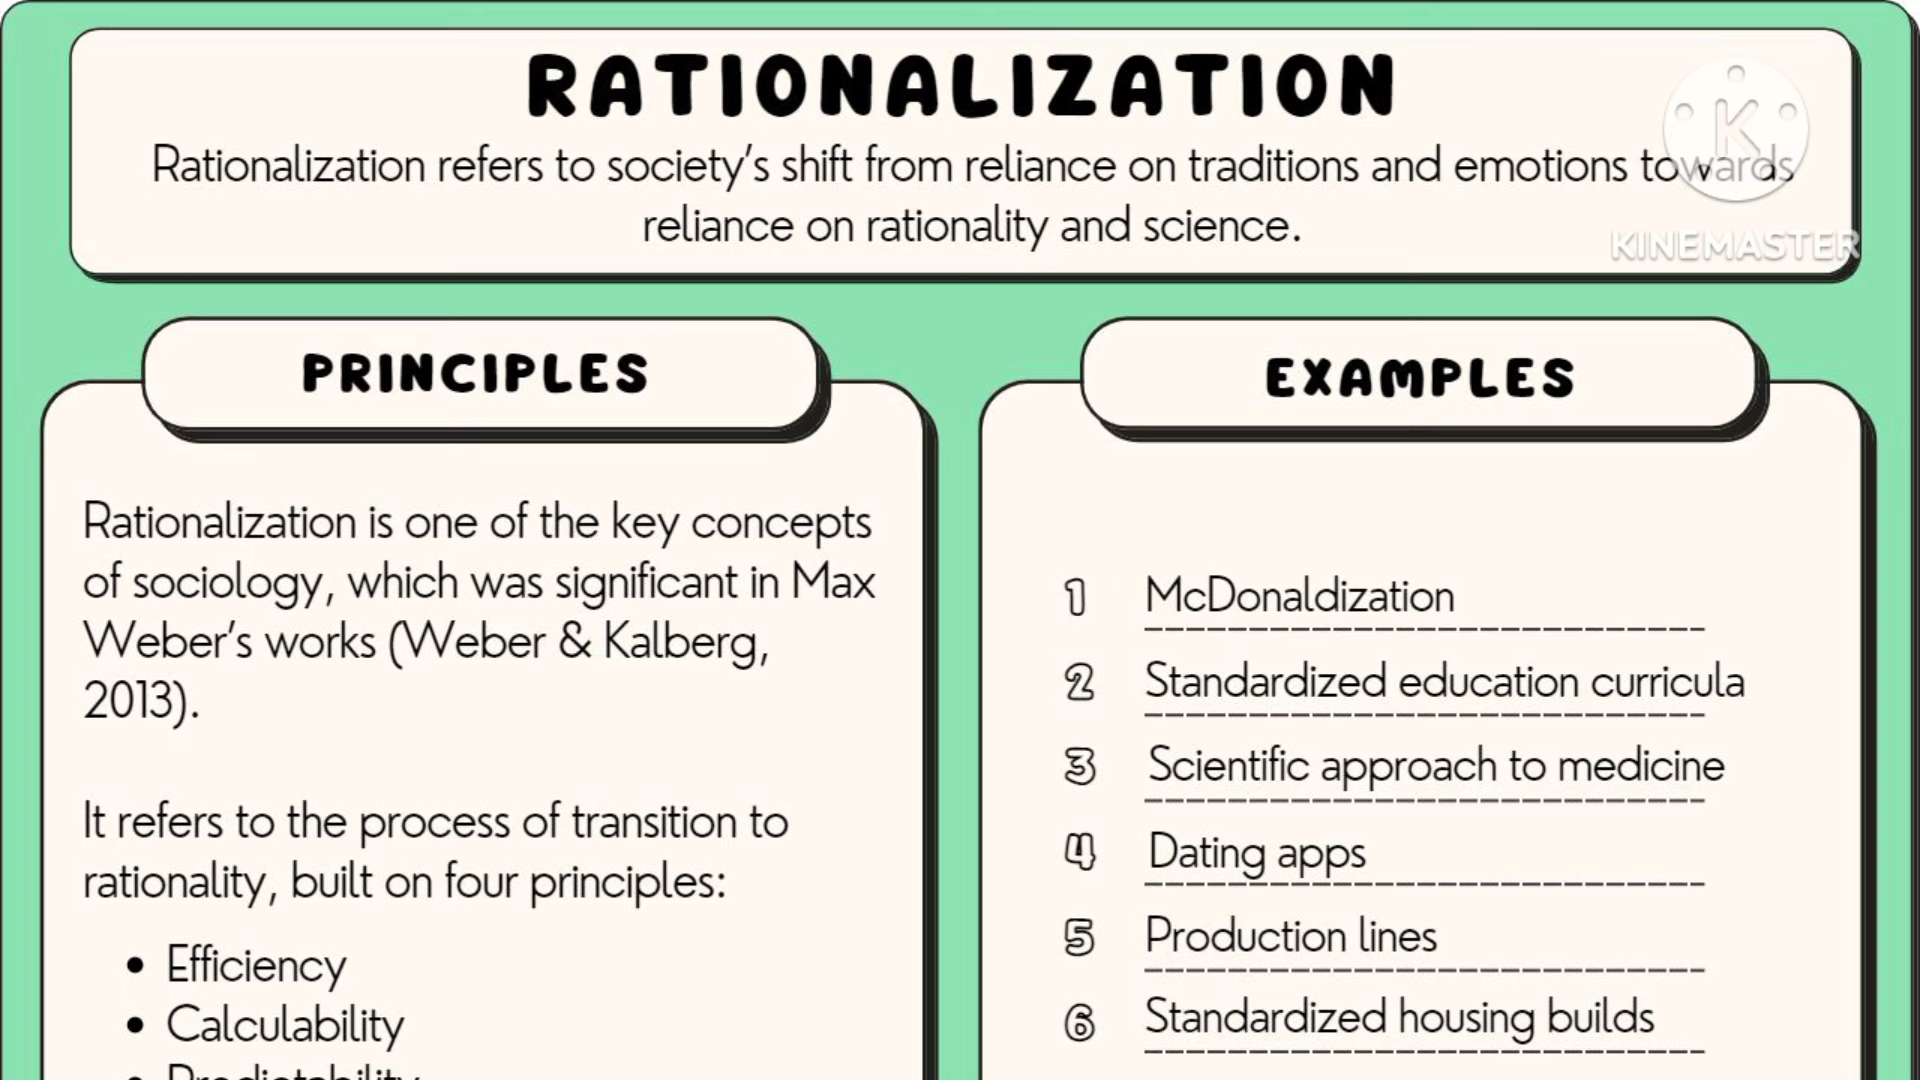 RATIONALIZATION
Rationalization refers to society's shift from reliance on traditions and emotions towards
reliance on rationality and science.
K
KINEMASTER
PRINCIPLES
Rationalization is one of the key concepts
of sociology, which was significant in Max
Weber's works (Weber & Kalberg,
2013).
It refers to the process of transition to
rationality, built on four principles:
• Efficiency
• Calculability
• Predictability
EXAMPLES
1 McDonaldization
2 Standardized education curricula
3 Scientific approach to medicine
4 Dating apps
5 Production lines
6 Standardized housing builds